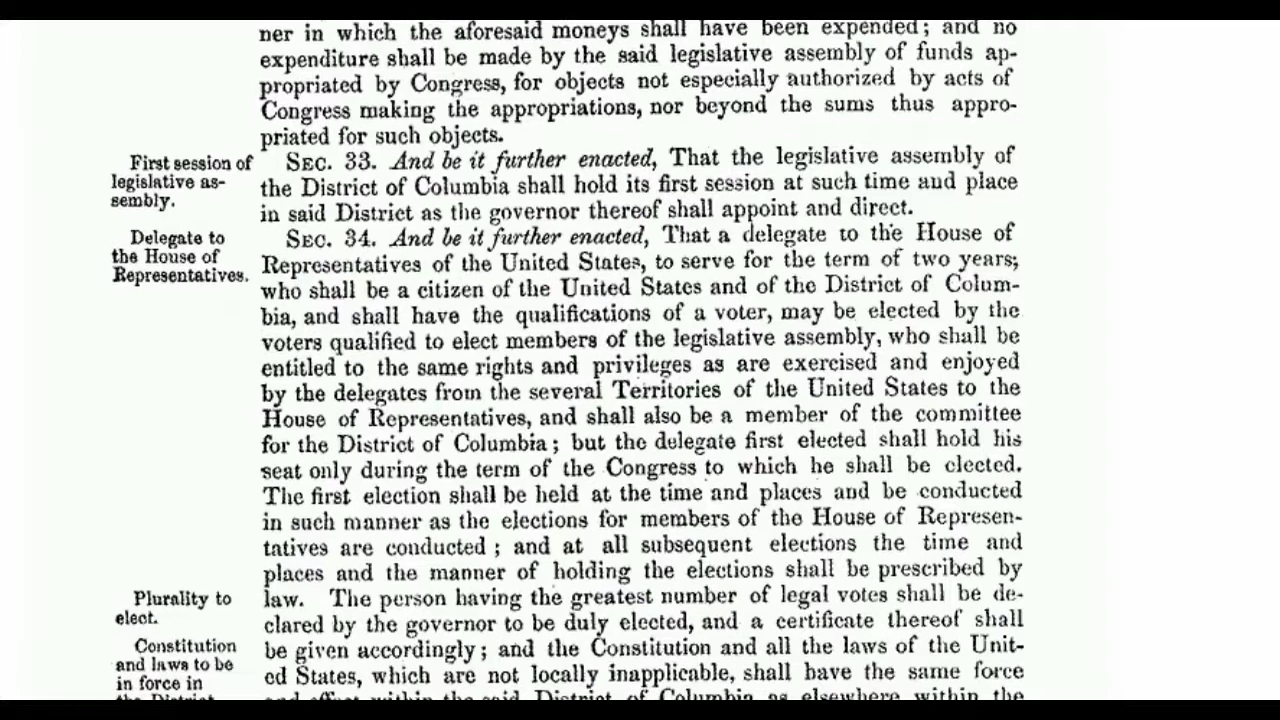 ner in which the aforesaid moneys shall have been expended; and no
expenditure shall be made by the said legislative assembly of funds ap-
propriated by Congress, for objects not especially authorized by acts of
Congress making the appropriations, nor beyond the sums thus appro-
priated for such objects.
First session of
legislative as-
sembly.
SEC. 33. And be it further enacted, That the legislative assembly of
the District of Columbia shall hold its first session at such time and place
in said District as the governor thereof shall appoint and direct.
Delegate to
the House of
Representatives.
SEC. 34. And be it further enacted, That a delegate to the House of
Representatives of the United States, to serve for the term of two years;
who shall be a citizen of the United States and of the District of Colum-
bia, and shall have the qualifications of a voter, may be elected by the
voters qualified to elect members of the legislative assembly, who shall be
entitled to the same rights and privileges as are exercised and enjoyed
by the delegates from the several Territories of the United States to the
House of Representatives, and shall also be a member of the committee
for the District of Columbia; but the delegate first elected shall hold his
seat only during the term of the Congress to which he shall be elected.
The first election shall be held at the time and places and be conducted
in such manner as the elections for members of the House of Represen-
tatives are conducted; and at all subsequent elections the time and
places and the manner of holding the elections shall be prescribed by
Plurality to
elect.
law. The person having the greatest number of legal votes shall be de-
clared by the governor to be duly elected, and a certificate thereof shall
Constitution
and laws to be
in force in
the District
be given accordingly; and the Constitution and all the laws of the Unit-
ed States, which are not locally inapplicable, shall have the same force
and effect within the said District of Columbia as elsewhere within the